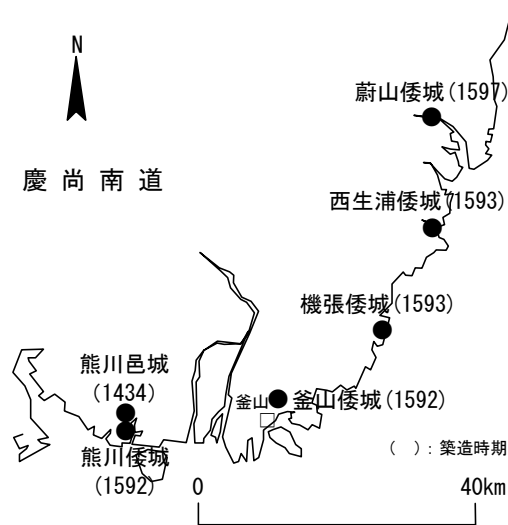 N
蔚山倭城(1597)
慶尚南道
西生浦倭城(1593)
機張倭城(1593)
熊川邑城
(1434)
釜山
釜山倭城(1592)
熊川倭城
(1592)
( ): 築造時期
0
40km